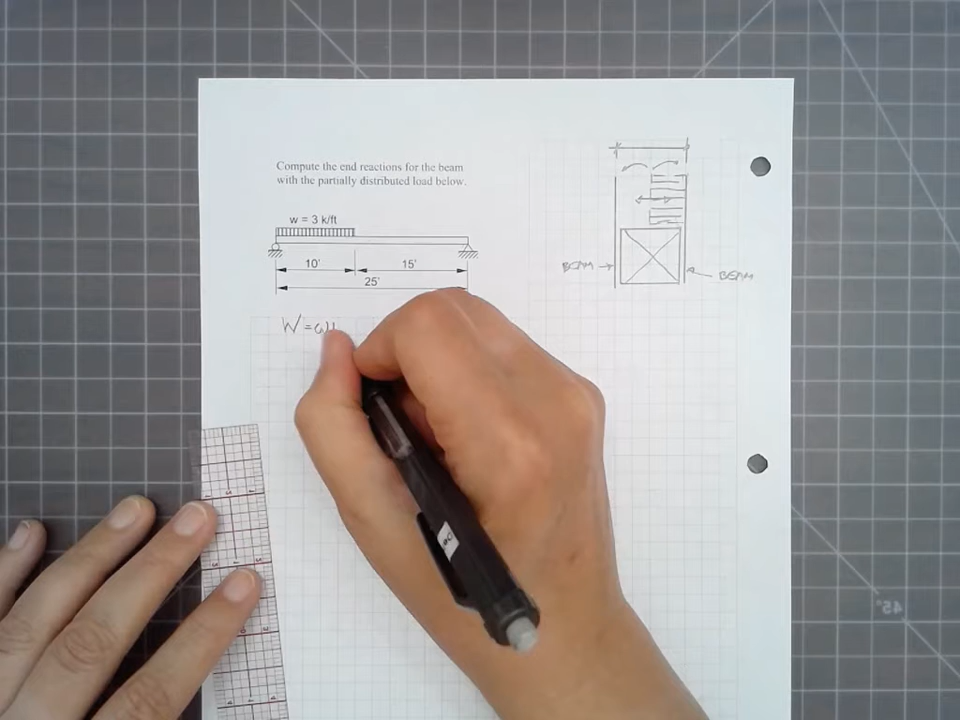 Compute the end reactions for the beam
with the partially distributed load below.
w = 3 k/ft
10' 15'
25'
W = ωl
BEAM
BEAM
45°